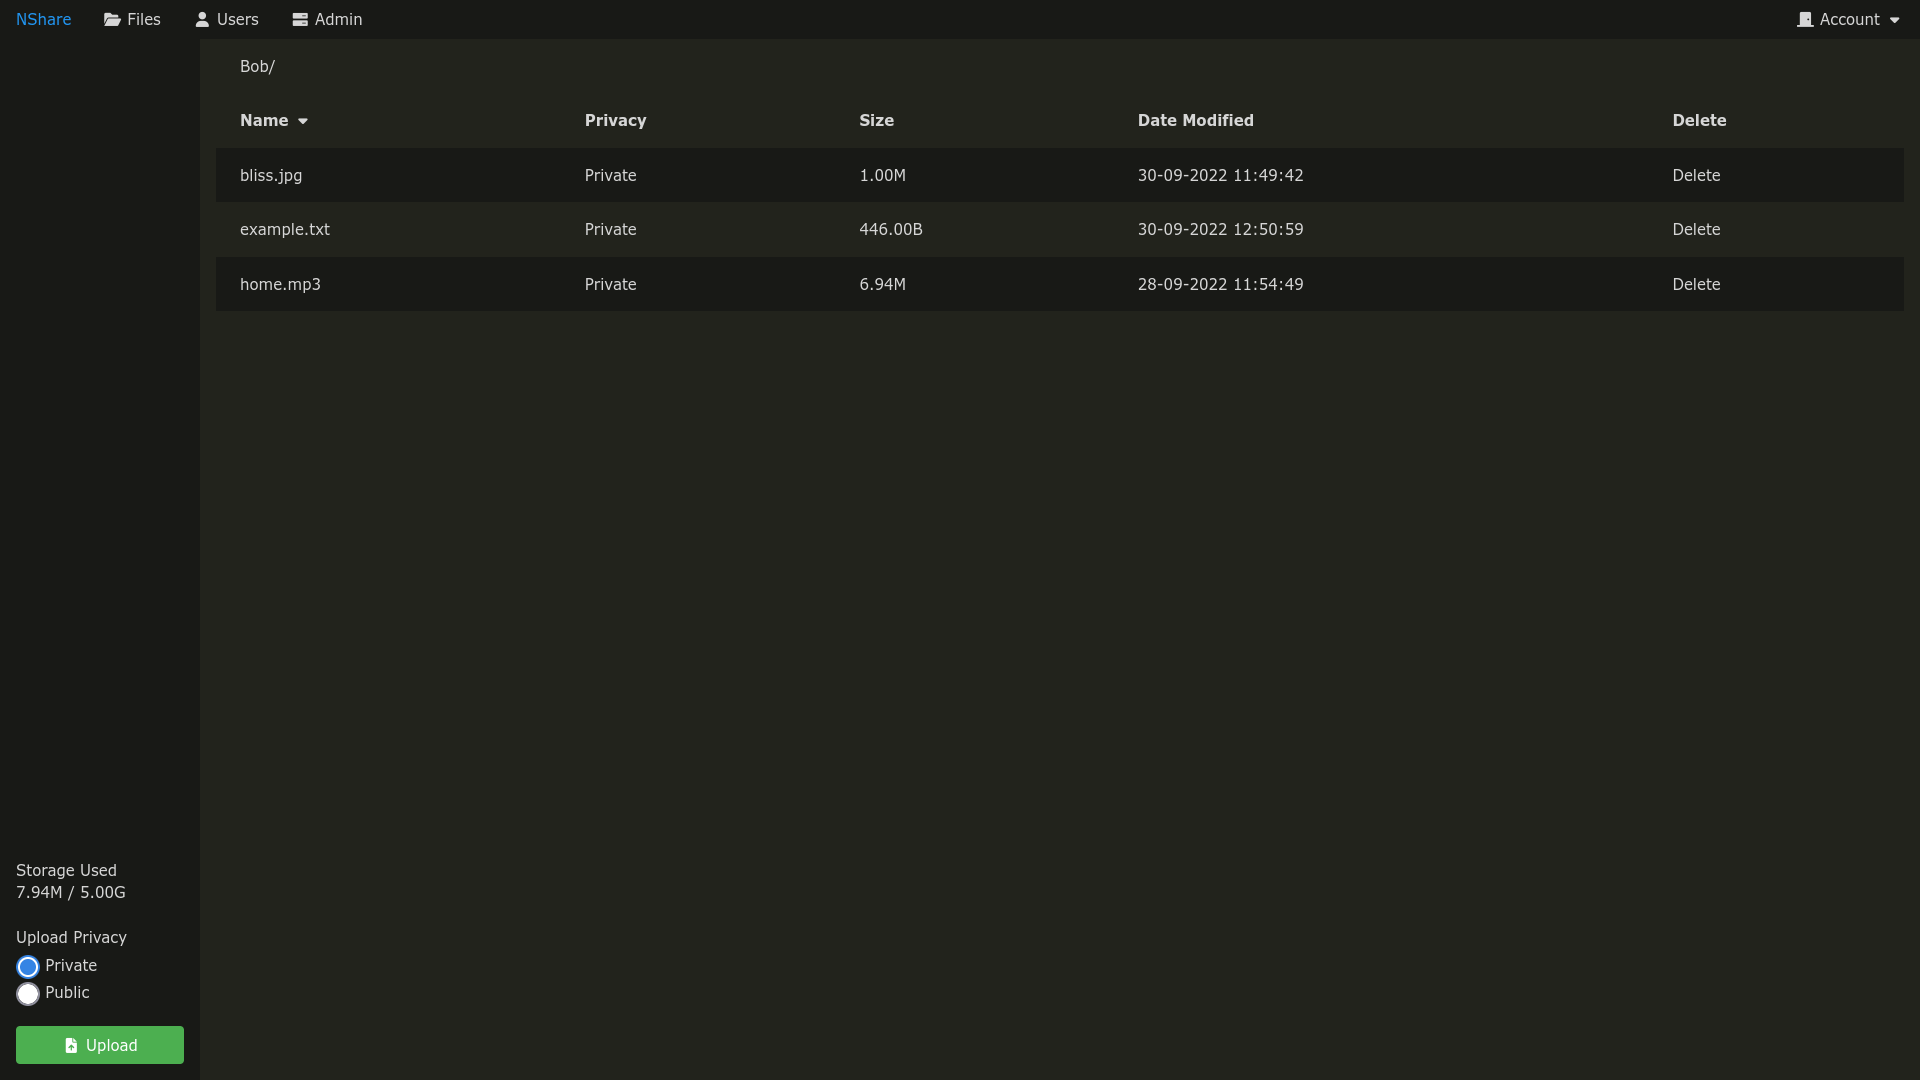 NShare Files Users Admin Account
Bob/
Name Privacy Size Date Modified Delete
bliss.jpg Private 1.00M 30-09-2022 11:49:42 Delete
example.txt Private 446.00B 30-09-2022 12:50:59 Delete
home.mp3 Private 6.94M 28-09-2022 11:54:49 Delete
Storage Used
7.94M / 5.00G
Upload Privacy
Private
Public
Upload